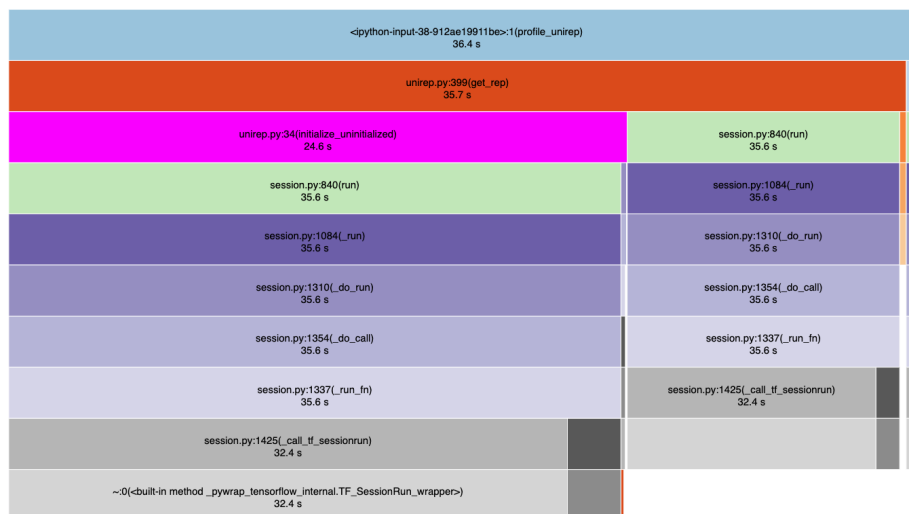 <ipython-input-38-912ae19911be>:1(profile_unirep)
36.4 s
unirep.py:399(get_rep)
35.7 s
unirep.py:34(initialize_uninitialized)
24.6 s
session.py:840(run)
35.6 s
session.py:840(run)
35.6 s
session.py:1084(_run)
35.6 s
session.py:1084(_run)
35.6 s
session.py:1310(_do_run)
35.6 s
session.py:1310(_do_run)
35.6 s
session.py:1354(_do_call)
35.6 s
session.py:1354(_do_call)
35.6 s
session.py:1337(_run_fn)
35.6 s
session.py:1337(_run_fn)
35.6 s
session.py:1425(_call_tf_sessionrun)
32.4 s
session.py:1425(_call_tf_sessionrun)
32.4 s
~:0(<built-in method _pywrap_tensorflow_internal.TF_SessionRun_wrapper>)
32.4 s